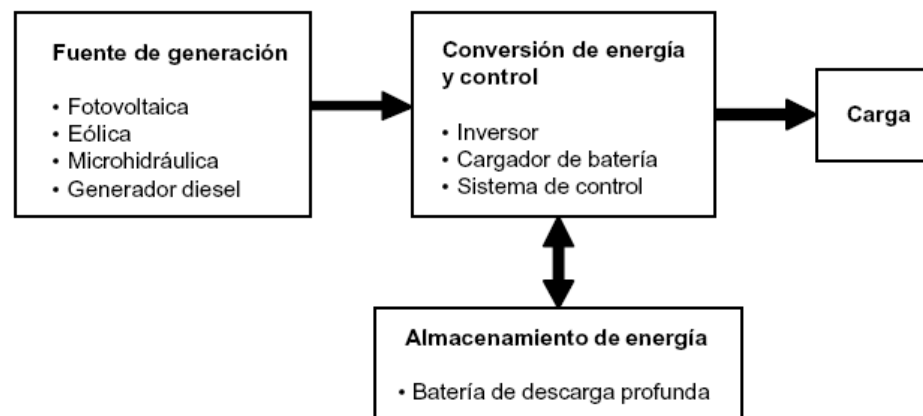 Fuente de generación
• Fotovoltaica
• Eólica
• Microhidráulica
• Generador diesel
Conversión de energía
y control
• Inversor
• Cargador de batería
• Sistema de control
Carga
Almacenamiento de energía
• Batería de descarga profunda